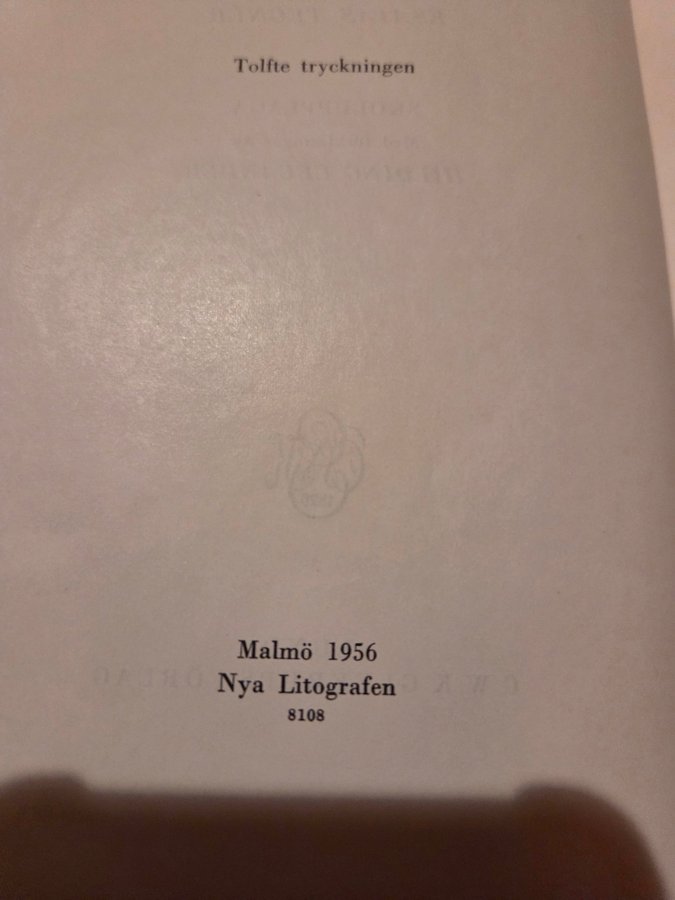 Tolfte tryckningen
Malmö 1956
Nya Litografen
8108